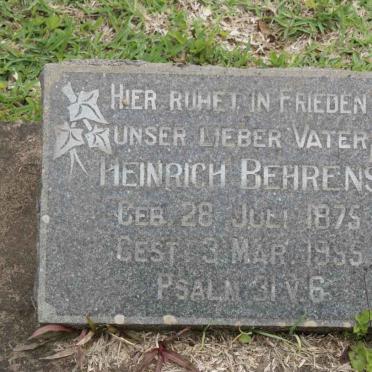 HIER RUHET IN FRIEDEN
UNSER LIEBER VATER
HEINRICH BEHRENS
GEB. 28 JULI 1875
GEST. 3 MAR. 1955
PSALM 31 V. 6